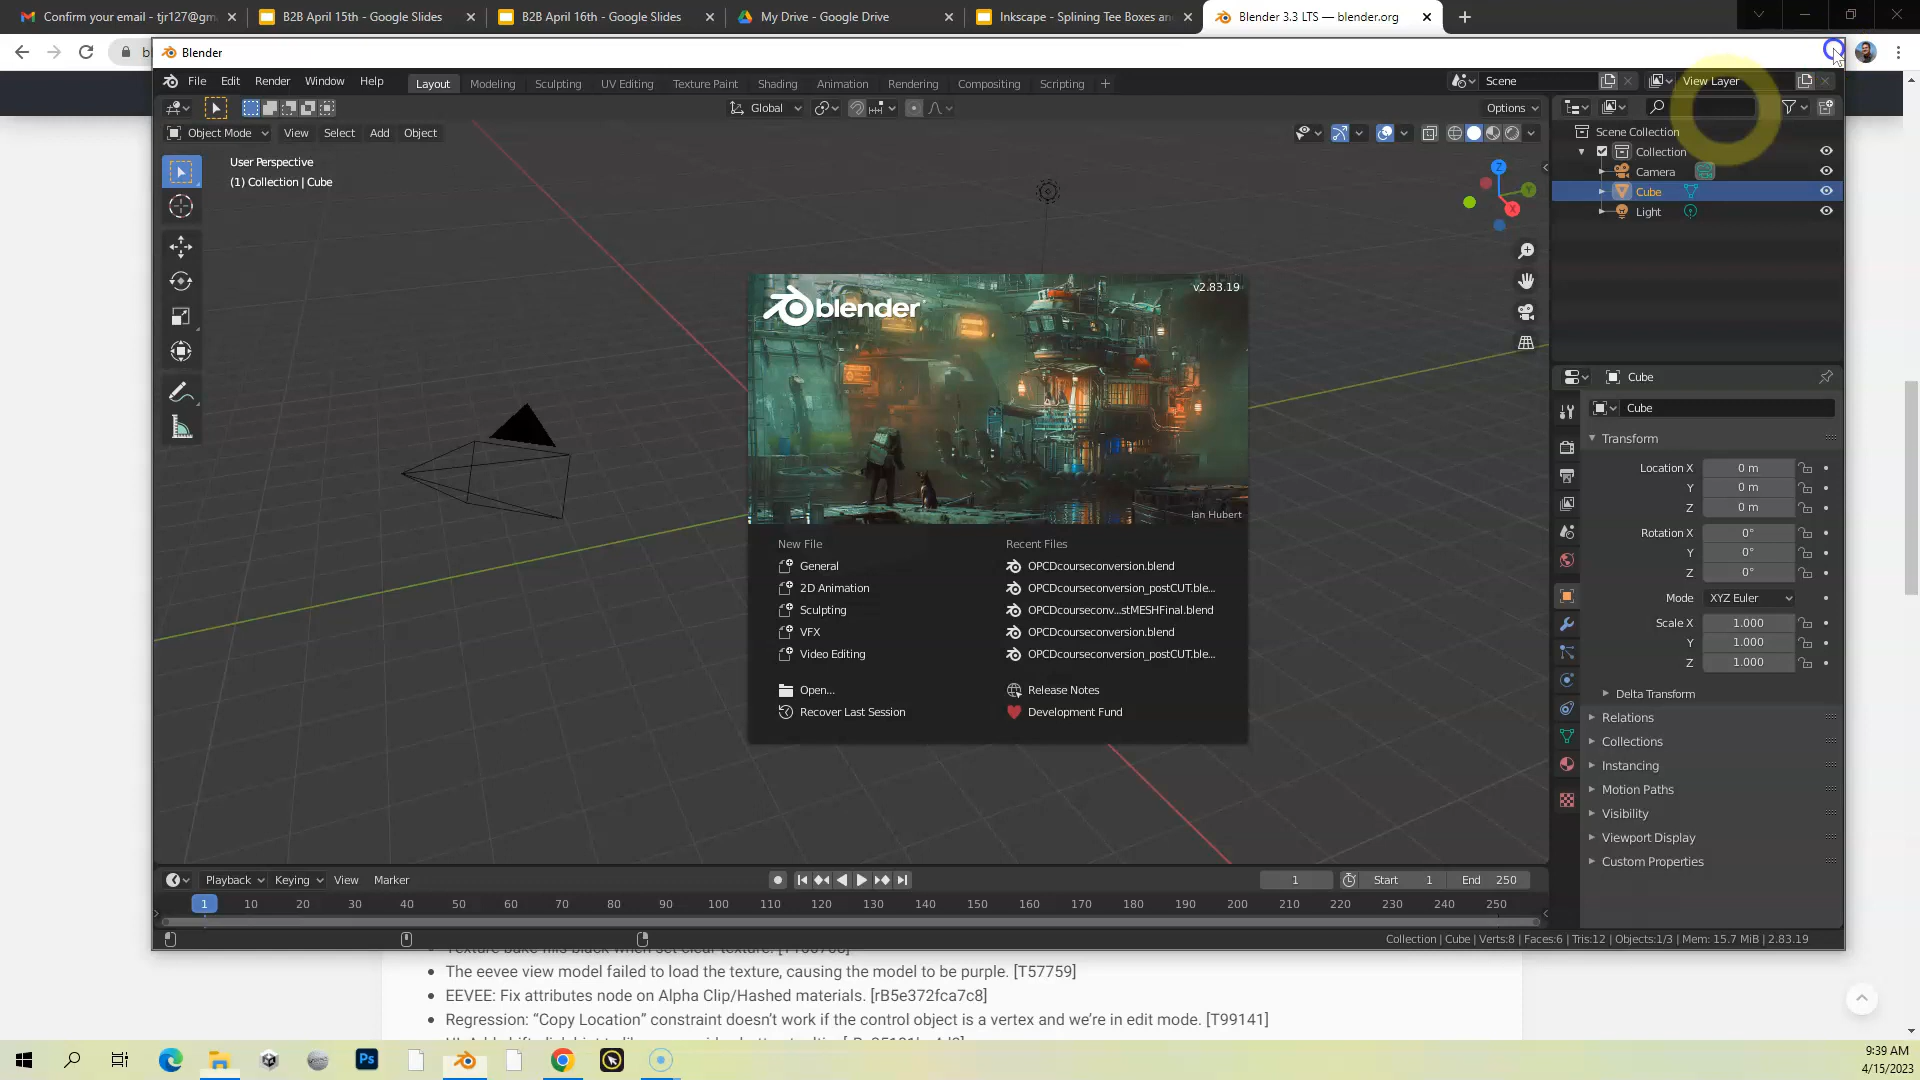 Confirm your email - tjr127@gm
B2B April 15th - Google Slides
B2B April 16th - Google Slides
My Drive - Google Drive
Inkscape - Splining Tee Boxes an
Blender 3.3 LTS — blender.org
Blender
File Edit Render Window Help
Layout Modeling Sculpting UV Editing Texture Paint Shading Animation Rendering Compositing Scripting +
Scene
View Layer
Global
Options
Object Mode View Select Add Object
User Perspective
(1) Collection | Cube
Scene Collection
Collection
Camera
Cube
Light
Z
Y
X
blender
v2.83.19
Ian Hubert
New File
General
2D Animation
Sculpting
VFX
Video Editing
Open...
Recover Last Session
Recent Files
OPCDcourseconversion.blend
OPCDcourseconversion_postCUT.ble...
OPCDcourseconv...stMESHFinal.blend
OPCDcourseconversion.blend
OPCDcourseconversion_postCUT.ble...
Release Notes
Development Fund
Cube
Cube
Transform
Location X 0 m
Y 0 m
Z 0 m
Rotation X 0°
Y 0°
Z 0°
Mode XYZ Euler
Scale X 1.000
Y 1.000
Z 1.000
Delta Transform
Relations
Collections
Instancing
Motion Paths
Visibility
Viewport Display
Custom Properties
Playback Keying View Marker
1 Start 1 End 250
1 10 20 30 40 50 60 70 80 90 100 110 120 130 140 150 160 170 180 190 200 210 220 230 240 250
Collection | Cube | Verts:8 | Faces:6 | Tris:12 | Objects:1/3 | Mem: 15.7 MiB | 2.83.19
The eevee view model failed to load the texture, causing the model to be purple. [T57759]
EEVEE: Fix attributes node on Alpha Clip/Hashed materials. [rB5e372fca7c8]
Regression: “Copy Location” constraint doesn’t work if the control object is a vertex and we’re in edit mode. [T99141]
Ps
9:39 AM
4/15/2023